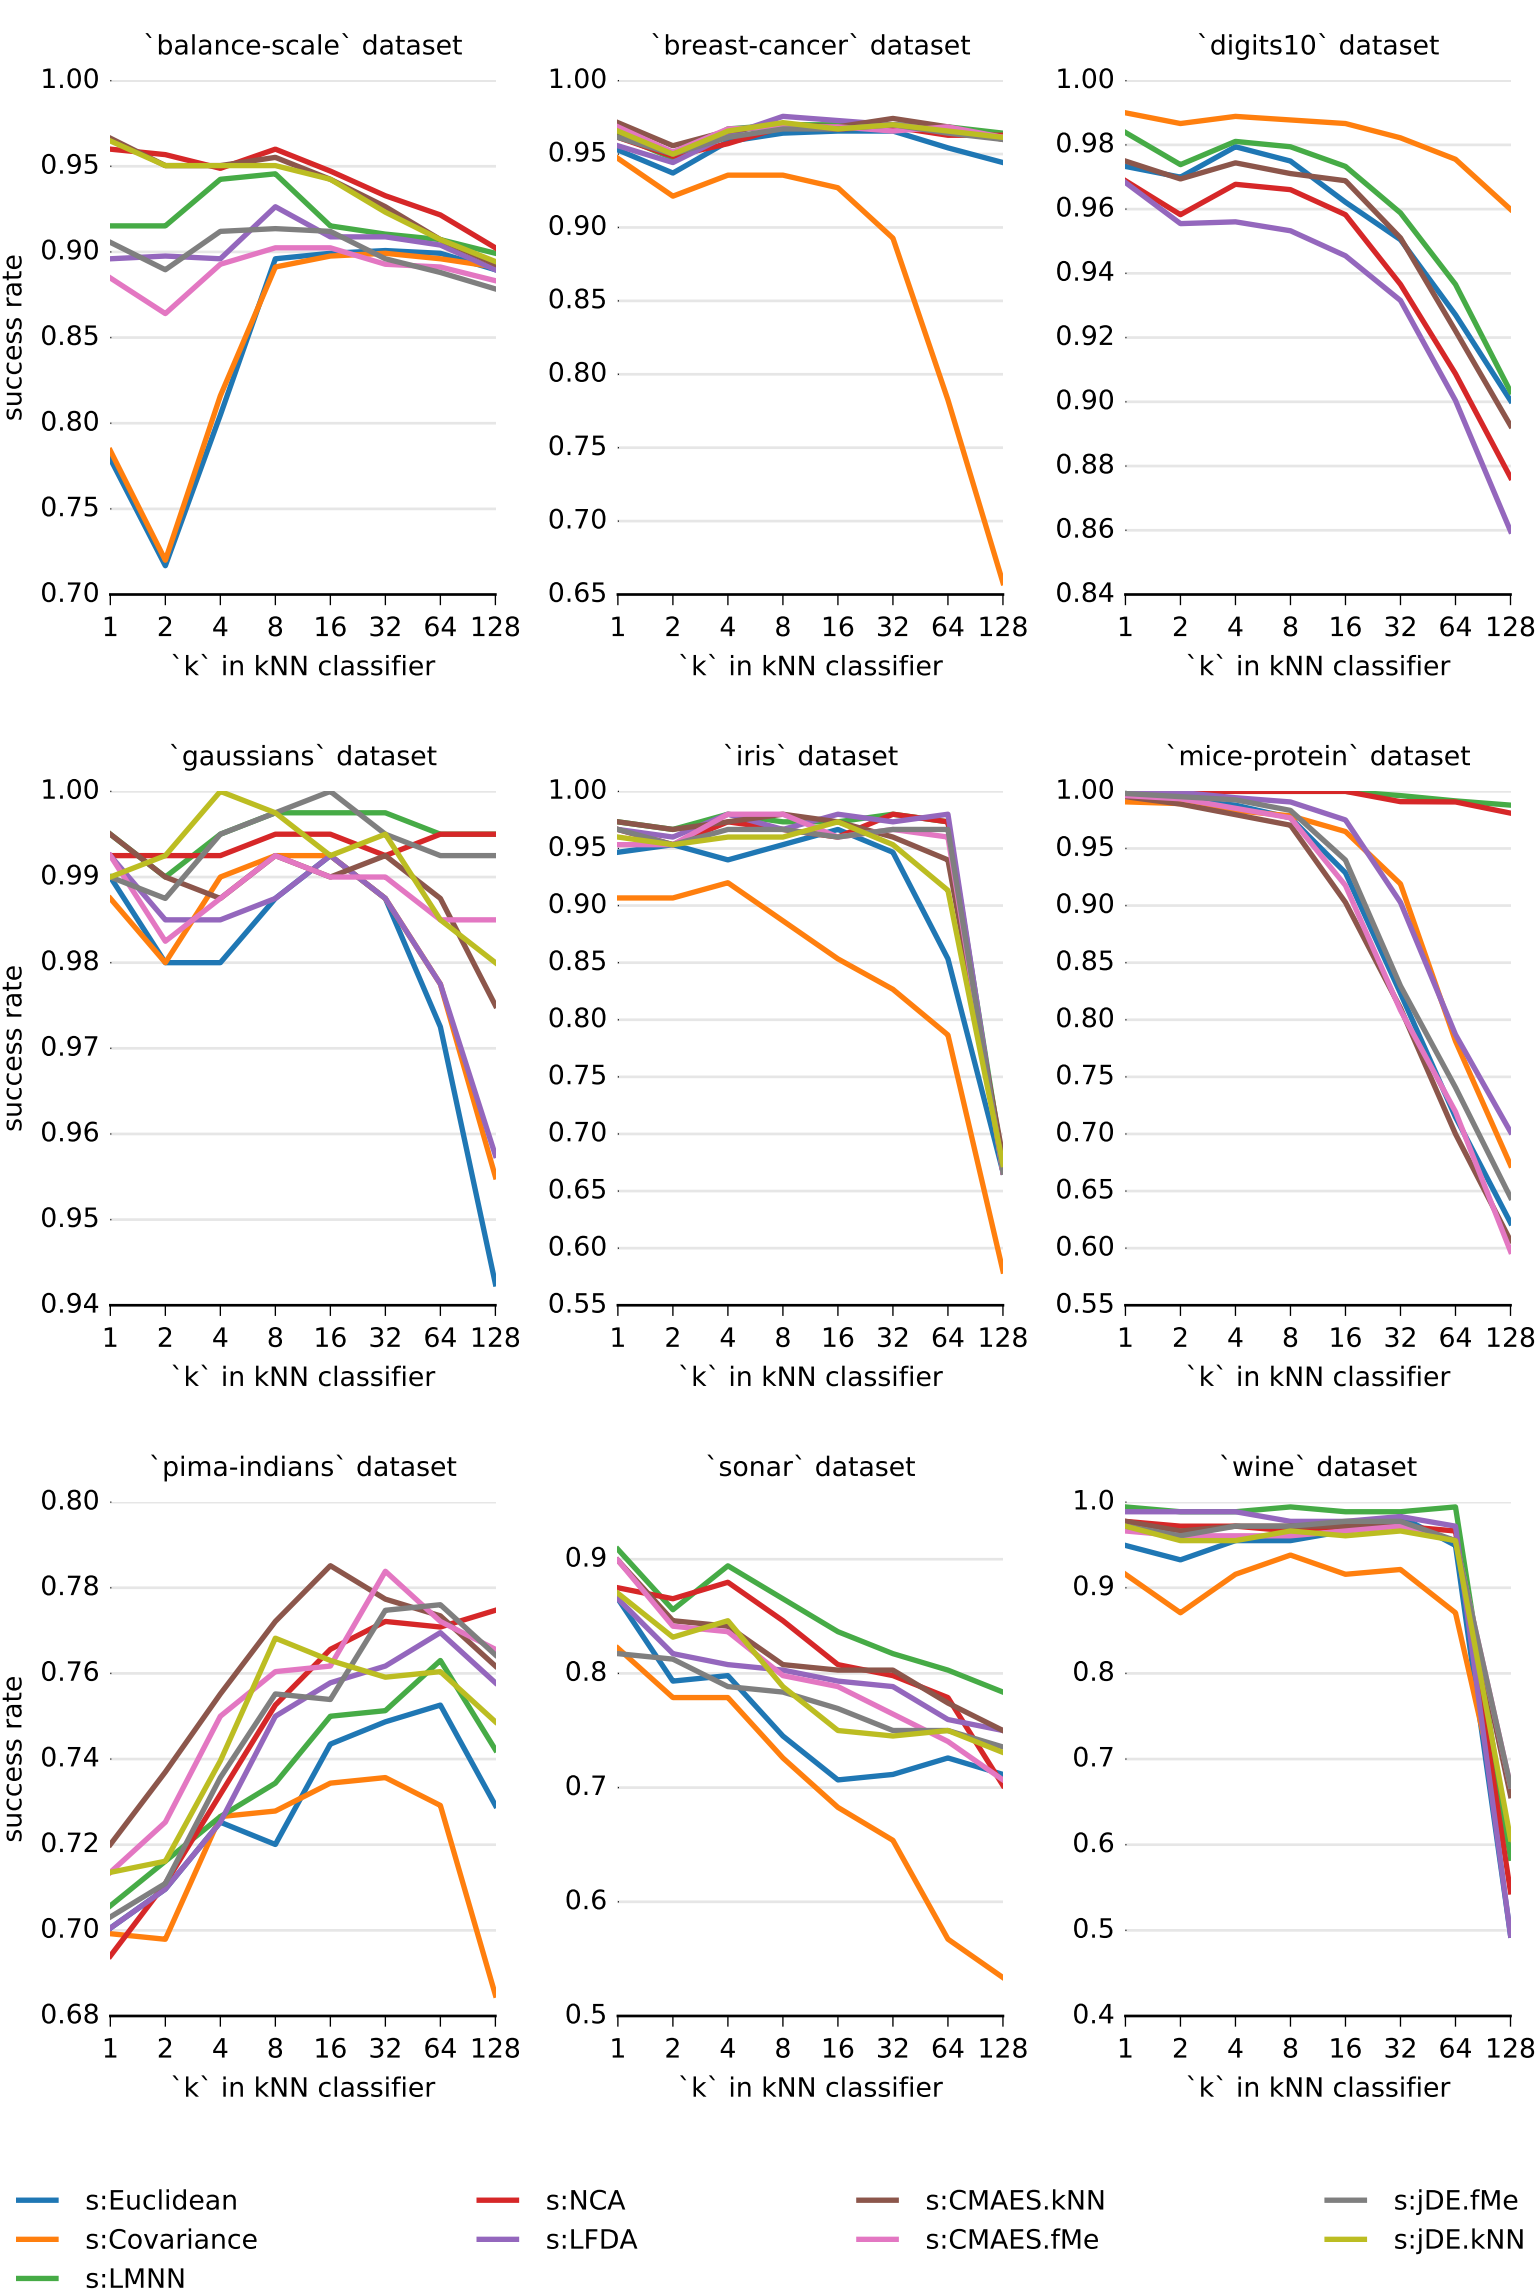 `balance-scale` dataset
`breast-cancer` dataset
`digits10` dataset
success rate
1.00
0.95
0.90
0.85
0.80
0.75
0.70
1 2 4 8 16 32 64 128
`k` in kNN classifier
1.00
0.95
0.90
0.85
0.80
0.75
0.70
0.65
1 2 4 8 16 32 64 128
`k` in kNN classifier
1.00
0.98
0.96
0.94
0.92
0.90
0.88
0.86
0.84
1 2 4 8 16 32 64 128
`k` in kNN classifier
`gaussians` dataset
`iris` dataset
`mice-protein` dataset
success rate
1.00
0.99
0.98
0.97
0.96
0.95
0.94
1 2 4 8 16 32 64 128
`k` in kNN classifier
1.00
0.95
0.90
0.85
0.80
0.75
0.70
0.65
0.60
0.55
1 2 4 8 16 32 64 128
`k` in kNN classifier
1.00
0.95
0.90
0.85
0.80
0.75
0.70
0.65
0.60
0.55
1 2 4 8 16 32 64 128
`k` in kNN classifier
`pima-indians` dataset
`sonar` dataset
`wine` dataset
success rate
0.80
0.78
0.76
0.74
0.72
0.70
0.68
1 2 4 8 16 32 64 128
`k` in kNN classifier
0.9
0.8
0.7
0.6
0.5
1 2 4 8 16 32 64 128
`k` in kNN classifier
1.0
0.9
0.8
0.7
0.6
0.5
0.4
1 2 4 8 16 32 64 128
`k` in kNN classifier
s:Euclidean
s:Covariance
s:LMNN
s:NCA
s:LFDA
s:CMAES.kNN
s:CMAES.fMe
s:jDE.fMe
s:jDE.kNN